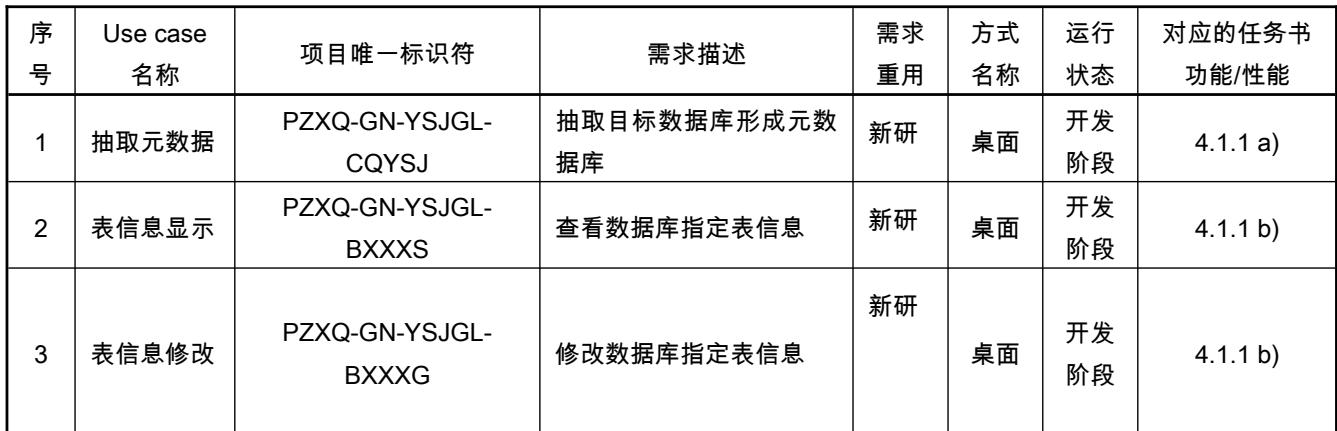 序号 Use case名称 项目唯一标识符 需求描述 需求重用 方式名称 运行状态 对应的任务书功能/性能
1 抽取元数据 PZXQ-GN-YSJGL-CQYSJ 抽取目标数据库形成元数据库 新研 桌面 开发阶段 4.1.1 a)
2 表信息显示 PZXQ-GN-YSJGL-BXXXS 查看数据库指定表信息 新研 桌面 开发阶段 4.1.1 b)
3 表信息修改 PZXQ-GN-YSJGL-BXXXG 修改数据库指定表信息 新研 桌面 开发阶段 4.1.1 b)